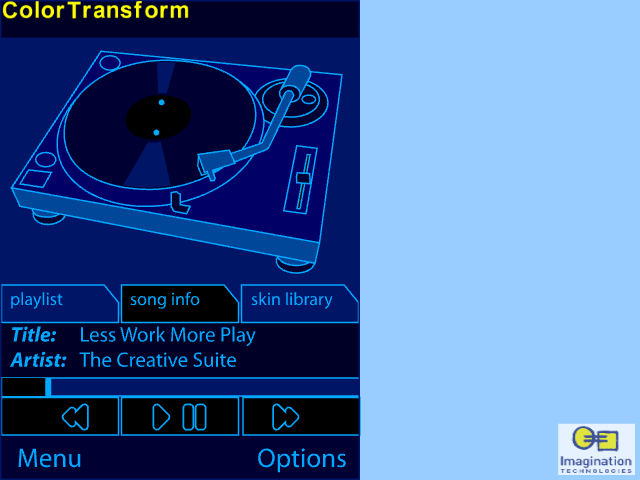 ColorTransform
playlist song info skin library
Title: Less Work More Play
Artist: The Creative Suite
Menu Options
Imagination
TECHNOLOGIES